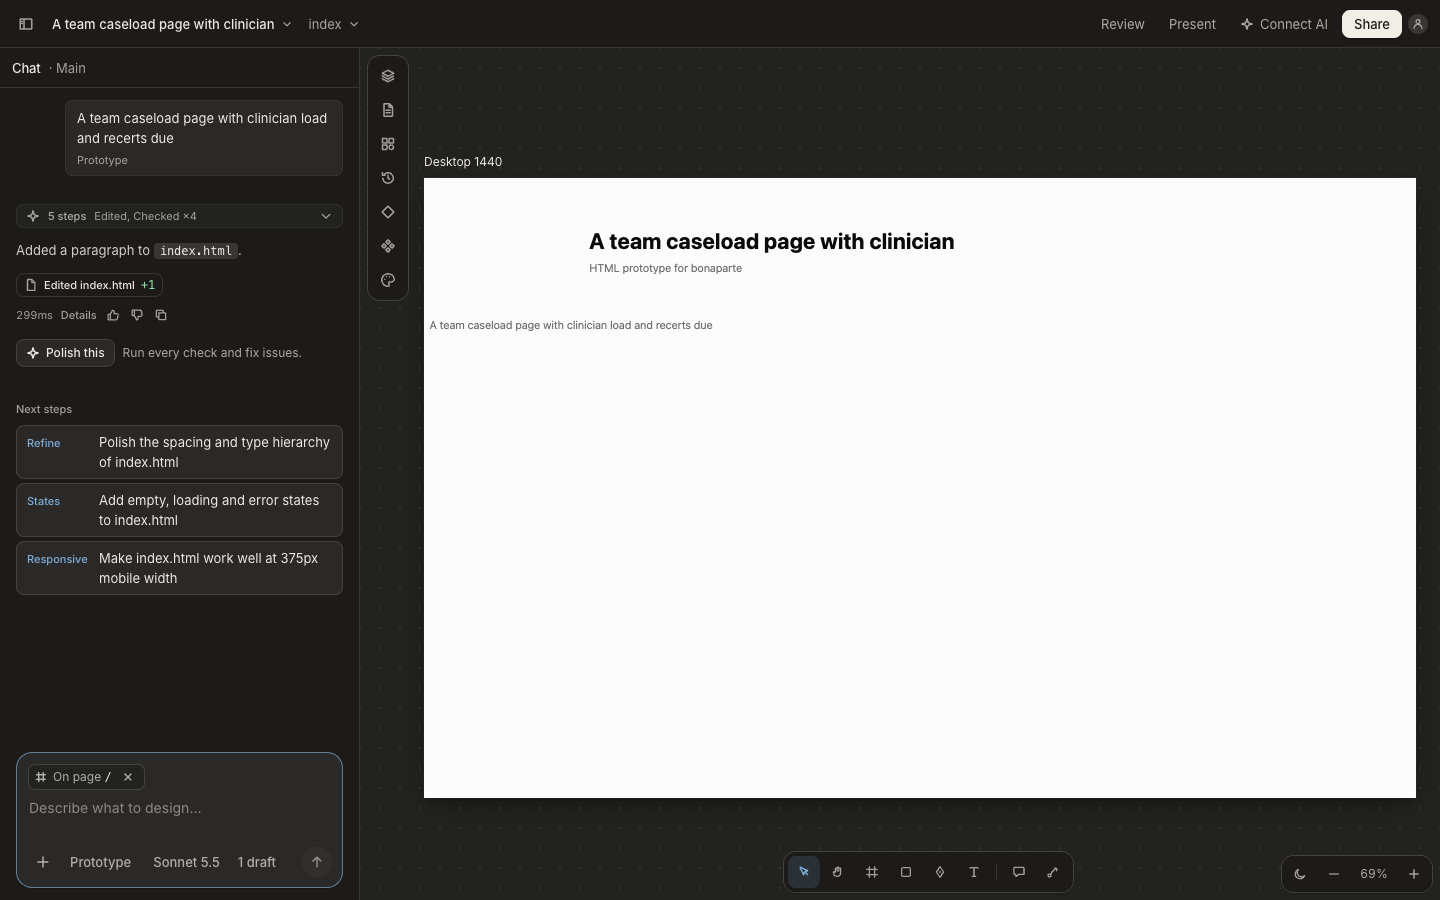 A team caseload page with clinician
index
Review
Present
Connect AI
Share
Chat · Main
A team caseload page with clinician load
and recerts due
Prototype
5 steps Edited, Checked ×4
Added a paragraph to index.html.
Edited index.html +1
299ms Details
Polish this Run every check and fix issues.
Next steps
Refine Polish the spacing and type hierarchy
of index.html
States Add empty, loading and error states
to index.html
Responsive Make index.html work well at 375px
mobile width
On page /
Describe what to design...
Prototype Sonnet 5.5 1 draft
Desktop 1440
A team caseload page with clinician
HTML prototype for bonaparte
A team caseload page with clinician load and recerts due
69%